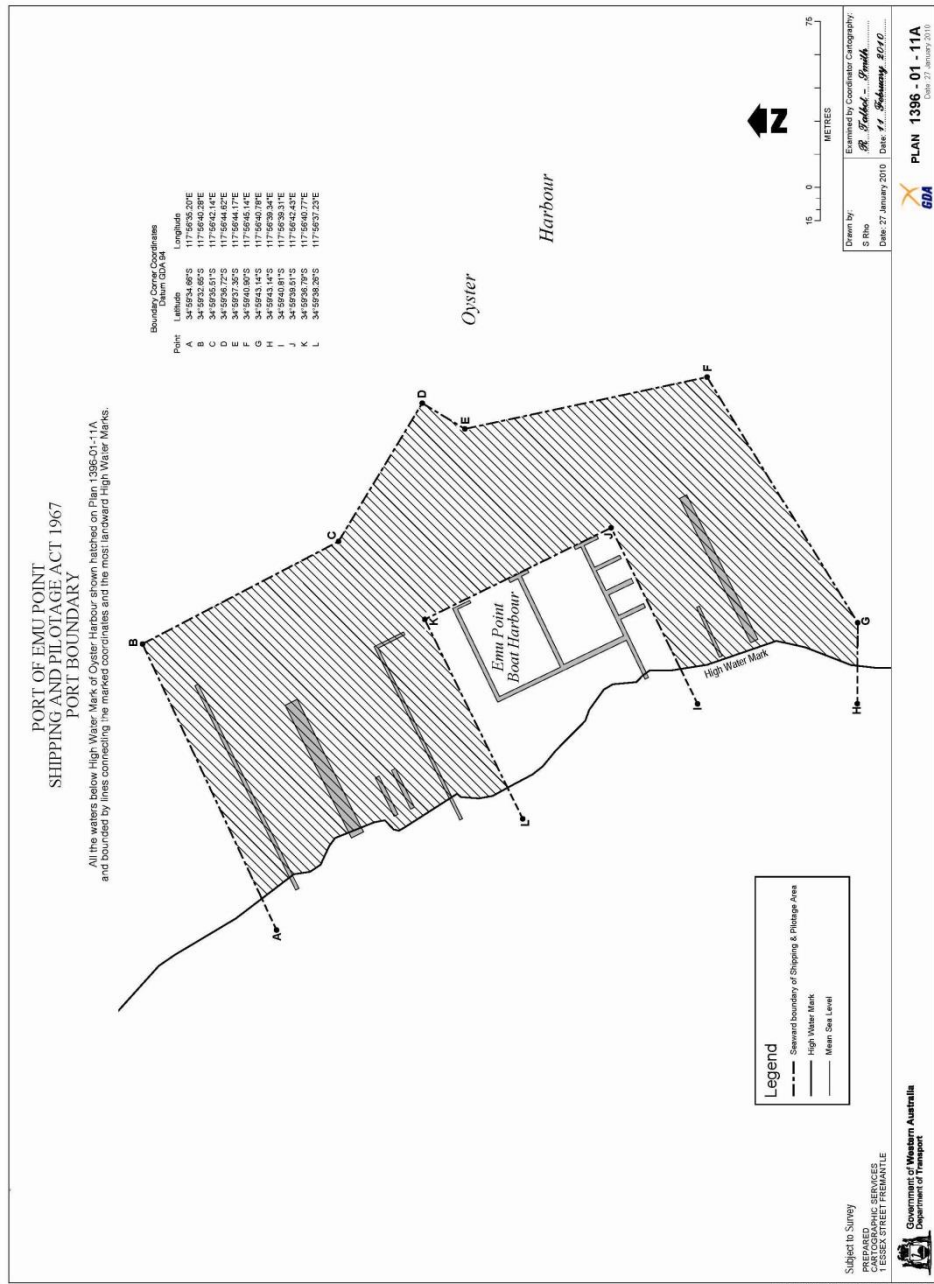 PORT OF EMU POINT
SHIPPING AND PILOTAGE ACT 1967
PORT BOUNDARY
All the waters below High Water Mark of Oyster Harbour shown hatched on Plan 1396-01-11A
and bounded by lines connecting the marked coordinates and the most landward High Water Marks.
Boundary Corner Coordinates
Datum GDA 94
Point Latitude Longitude
A 34°59'34.66"S 117°56'35.20"E
B 34°59'32.65"S 117°56'40.28"E
C 34°59'35.51"S 117°56'42.14"E
D 34°59'36.72"S 117°56'44.62"E
E 34°59'37.35"S 117°56'44.17"E
F 34°59'40.90"S 117°56'45.14"E
G 34°59'43.14"S 117°56'40.78"E
H 34°59'43.14"S 117°56'39.34"E
I 34°59'40.81"S 117°56'39.31"E
J 34°59'39.51"S 117°56'42.43"E
K 34°59'36.79"S 117°56'40.77"E
L 34°59'38.26"S 117°56'37.23"E
B
A
C
D
E
K
L
J
I
F
G
H
Emu Point
Boat Harbour
High Water Mark
Oyster
Harbour
N
15 0 75
METRES
Legend
Seaward boundary of Shipping & Pilotage Area
High Water Mark
Mean Sea Level
Subject to Survey
PREPARED
CARTOGRAPHIC SERVICES
1 ESSEX STREET FREMANTLE
Drawn by:
S Rho
Date: 27 January 2010
Examined by Coordinator Cartography:
R. Talbot - Smith
Date: 11 February 2010
Government of Western Australia
Department of Transport
GDA
PLAN 1396 - 01 - 11A
Date: 27 January 2010